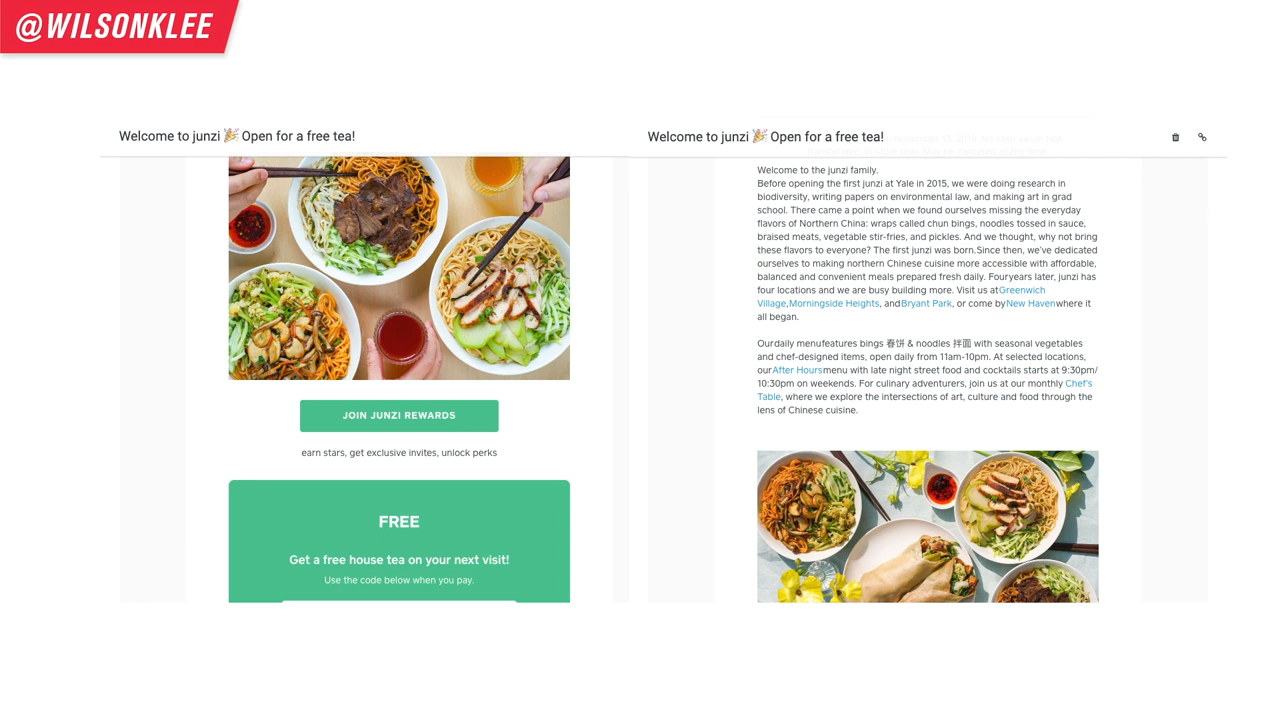 @WILSONKLEE
Welcome to junzi 🎉 Open for a free tea!
JOIN JUNZI REWARDS
earn stars, get exclusive invites, unlock perks
FREE
Get a free house tea on your next visit!
Use the code below when you pay.
Welcome to junzi 🎉 Open for a free tea!
Welcome to the junzi family.
Before opening the first junzi at Yale in 2015, we were doing research in
biodiversity, writing papers on environmental law, and making art in grad
school. There came a point when we found ourselves missing the everyday
flavors of Northern China: wraps called chun bings, noodles tossed in sauce,
braised meats, vegetable stir-fries, and pickles. And we thought, why not bring
these flavors to everyone? The first junzi was born.Since then, we've dedicated
ourselves to making northern Chinese cuisine more accessible with affordable,
balanced and convenient meals prepared fresh daily. Fouryears later, junzi has
four locations and we are busy building more. Visit us atGreenwich
Village,Morningside Heights, andBryant Park, or come byNew Havenwhere it
all began.
Ourdaily menufeatures bings 春饼 & noodles 拌面 with seasonal vegetables
and chef-designed items, open daily from 11am-10pm. At selected locations,
ourAfter Hoursmenu with late night street food and cocktails starts at 9:30pm/
10:30pm on weekends. For culinary adventurers, join us at our monthly Chef's
Table, where we explore the intersections of art, culture and food through the
lens of Chinese cuisine.